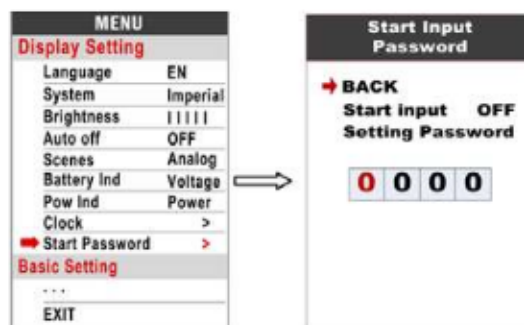 MENU
Display Setting
Language EN
System Imperial
Brightness IIIII
Auto off OFF
Scenes Analog
Battery Ind Voltage
Pow Ind Power
Clock >
Start Password >
Basic Setting
...
EXIT
Start Input
Password
BACK
Start input OFF
Setting Password
0 0 0 0